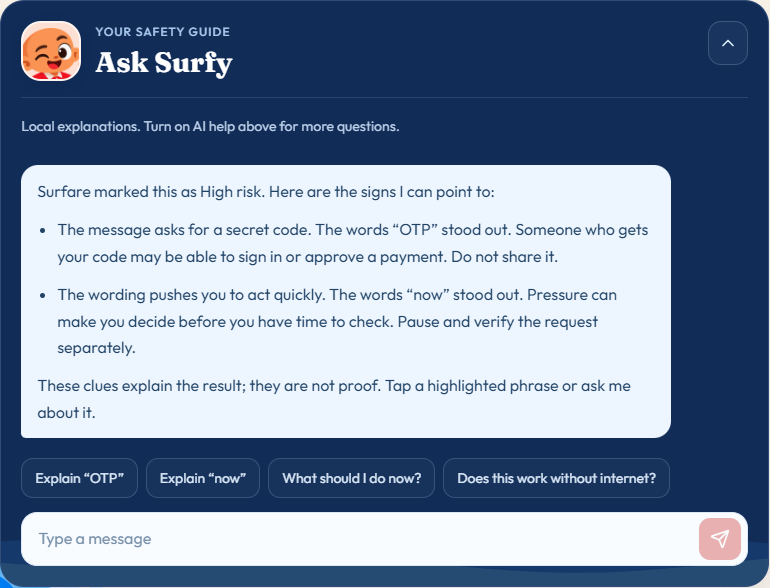 YOUR SAFETY GUIDE
Ask Surfy
Local explanations. Turn on AI help above for more questions.
Surfare marked this as High risk. Here are the signs I can point to:
• The message asks for a secret code. The words “OTP” stood out. Someone who gets
your code may be able to sign in or approve a payment. Do not share it.
• The wording pushes you to act quickly. The words “now” stood out. Pressure can
make you decide before you have time to check. Pause and verify the request
separately.
These clues explain the result; they are not proof. Tap a highlighted phrase or ask me
about it.
Explain “OTP”
Explain “now”
What should I do now?
Does this work without internet?
Type a message